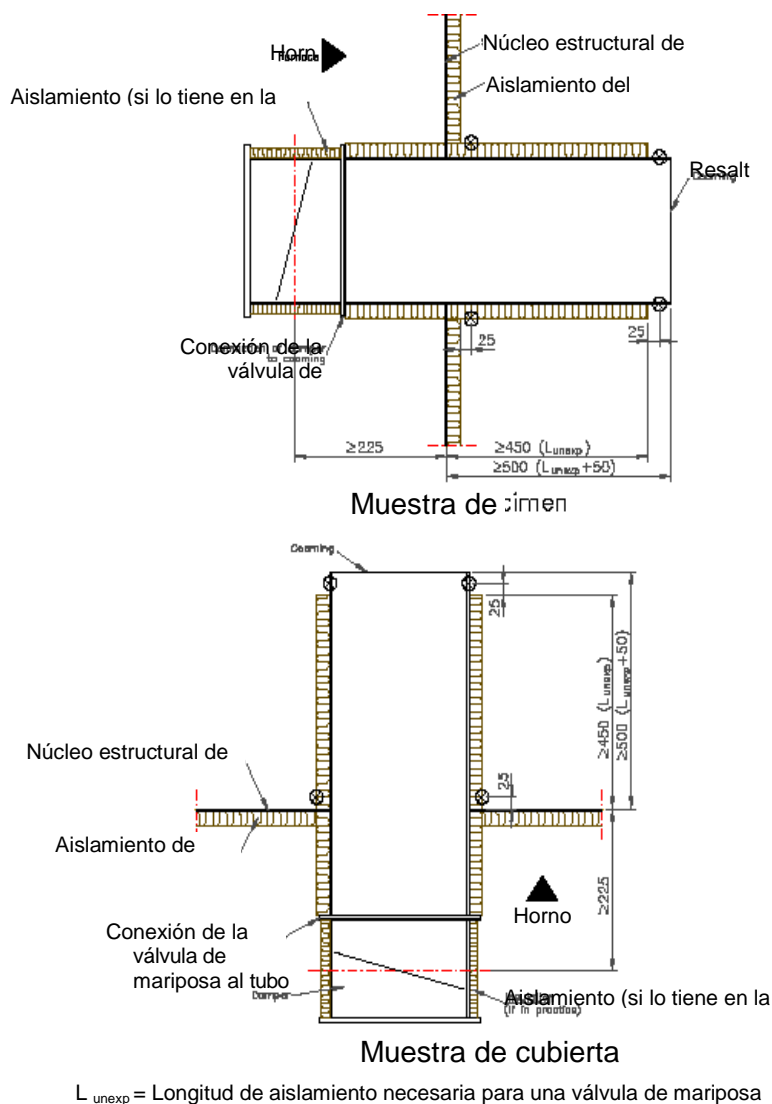 Horn
Núcleo estructural de
Aislamiento del
Aislamiento (si lo tiene en la
Resalt
Conexión de la
to coaming
válvula de
25
25
≥225
≥450 (Lunexp)
≥500 (Lunexp+50)
Muestra de cimen
Coaming
25
≥450 (Lunexp)
≥500 (Lunexp+50)
Núcleo estructural de
25
Aislamiento de
≥225
Horno
Conexión de la
válvula de
mariposa al tubo
Damper
Aislamiento (si lo tiene en la
(if in practice)
Muestra de cubierta
L unexp = Longitud de aislamiento necesaria para una válvula de mariposa